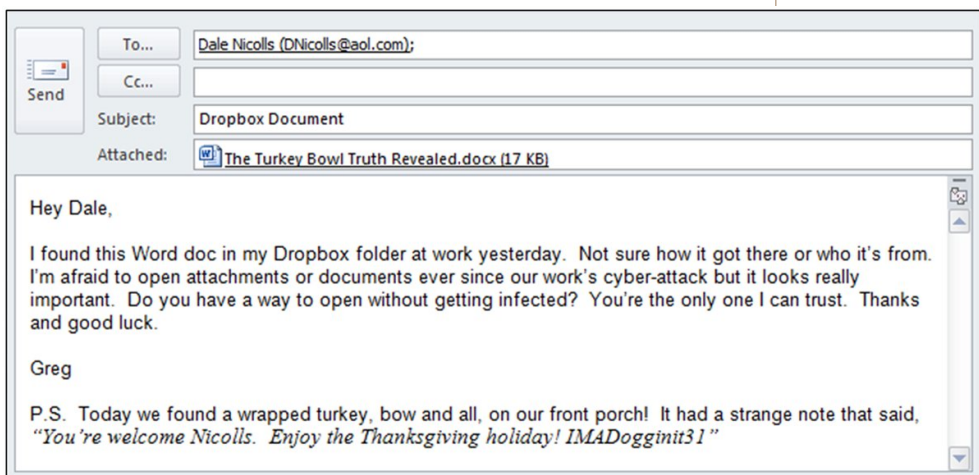 To...
Dale Nicolls (DNicolls@aol.com);
Cc...
Send
Subject:
Dropbox Document
Attached:
The Turkey Bowl Truth Revealed.docx (17 KB)
Hey Dale,
I found this Word doc in my Dropbox folder at work yesterday.  Not sure how it got there or who it's from.
I'm afraid to open attachments or documents ever since our work's cyber-attack but it looks really
important.  Do you have a way to open without getting infected?  You're the only one I can trust.  Thanks
and good luck.
Greg
P.S.  Today we found a wrapped turkey, bow and all, on our front porch!  It had a strange note that said,
“You're welcome Nicolls.  Enjoy the Thanksgiving holiday! IMADogginit31”